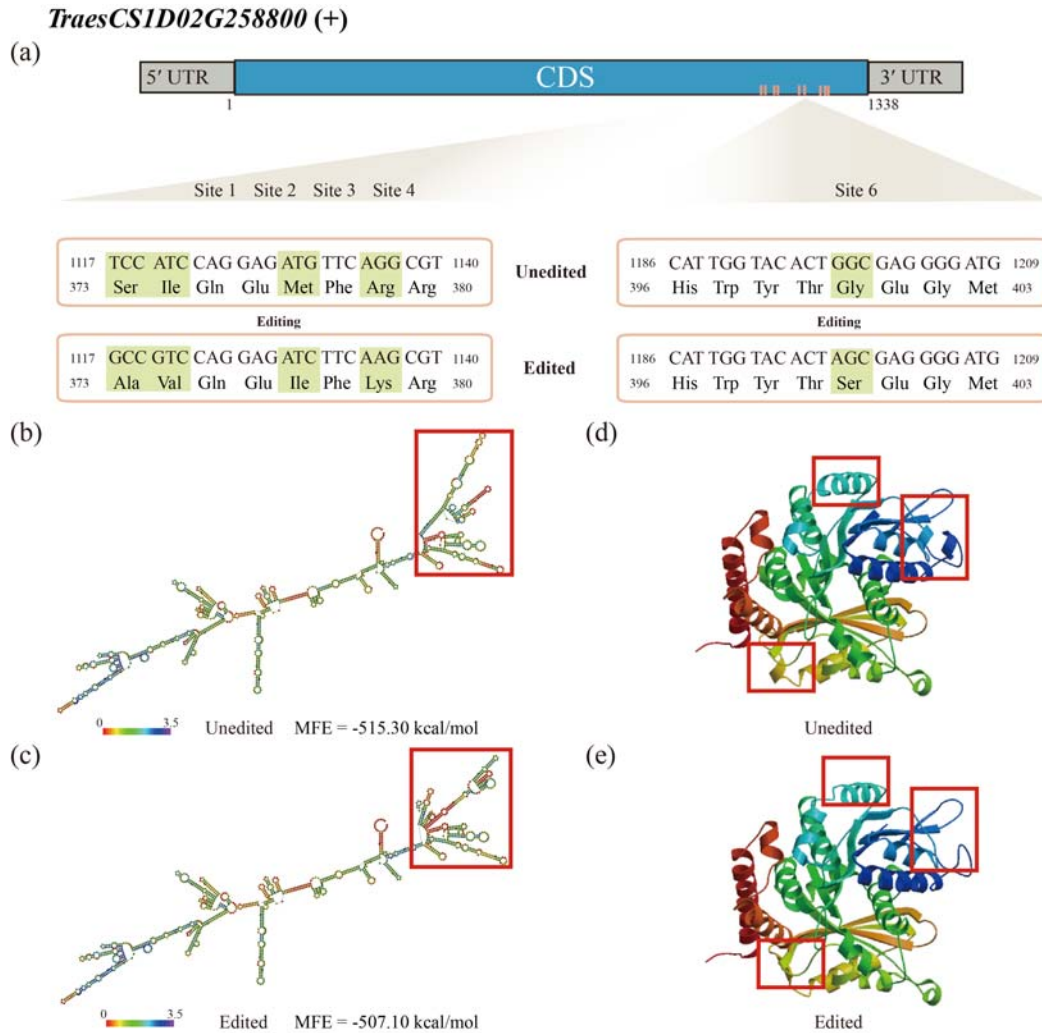 TraesCS1D02G258800 (+)
(a)
5′ UTR CDS 3′ UTR
1 1338
Site 1 Site 2 Site 3 Site 4 Site 6
1117 TCC ATC CAG GAG ATG TTC AGG CGT 1140
373 Ser Ile Gln Glu Met Phe Arg Arg 380
Unedited
1186 CAT TGG TAC ACT GGC GAG GGG ATG 1209
396 His Trp Tyr Thr Gly Glu Gly Met 403
Editing Editing
1117 GCC GTC CAG GAG ATC TTC AAG CGT 1140
373 Ala Val Gln Glu Ile Phe Lys Arg 380
Edited
1186 CAT TGG TAC ACT AGC GAG GGG ATG 1209
396 His Trp Tyr Thr Ser Glu Gly Met 403
(b)
0 3.5 Unedited MFE = -515.30 kcal/mol
(d)
Unedited
(c)
0 3.5 Edited MFE = -507.10 kcal/mol
(e)
Edited